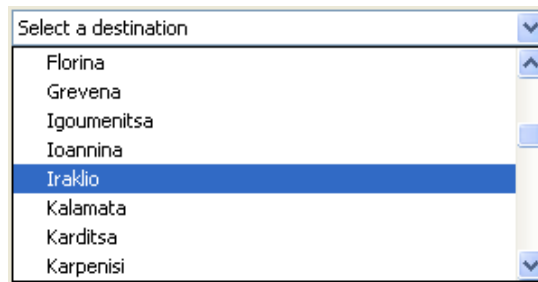 Select a destination
Florina
Grevena
Igoumenitsa
Ioannina
Iraklio
Kalamata
Karditsa
Karpenisi